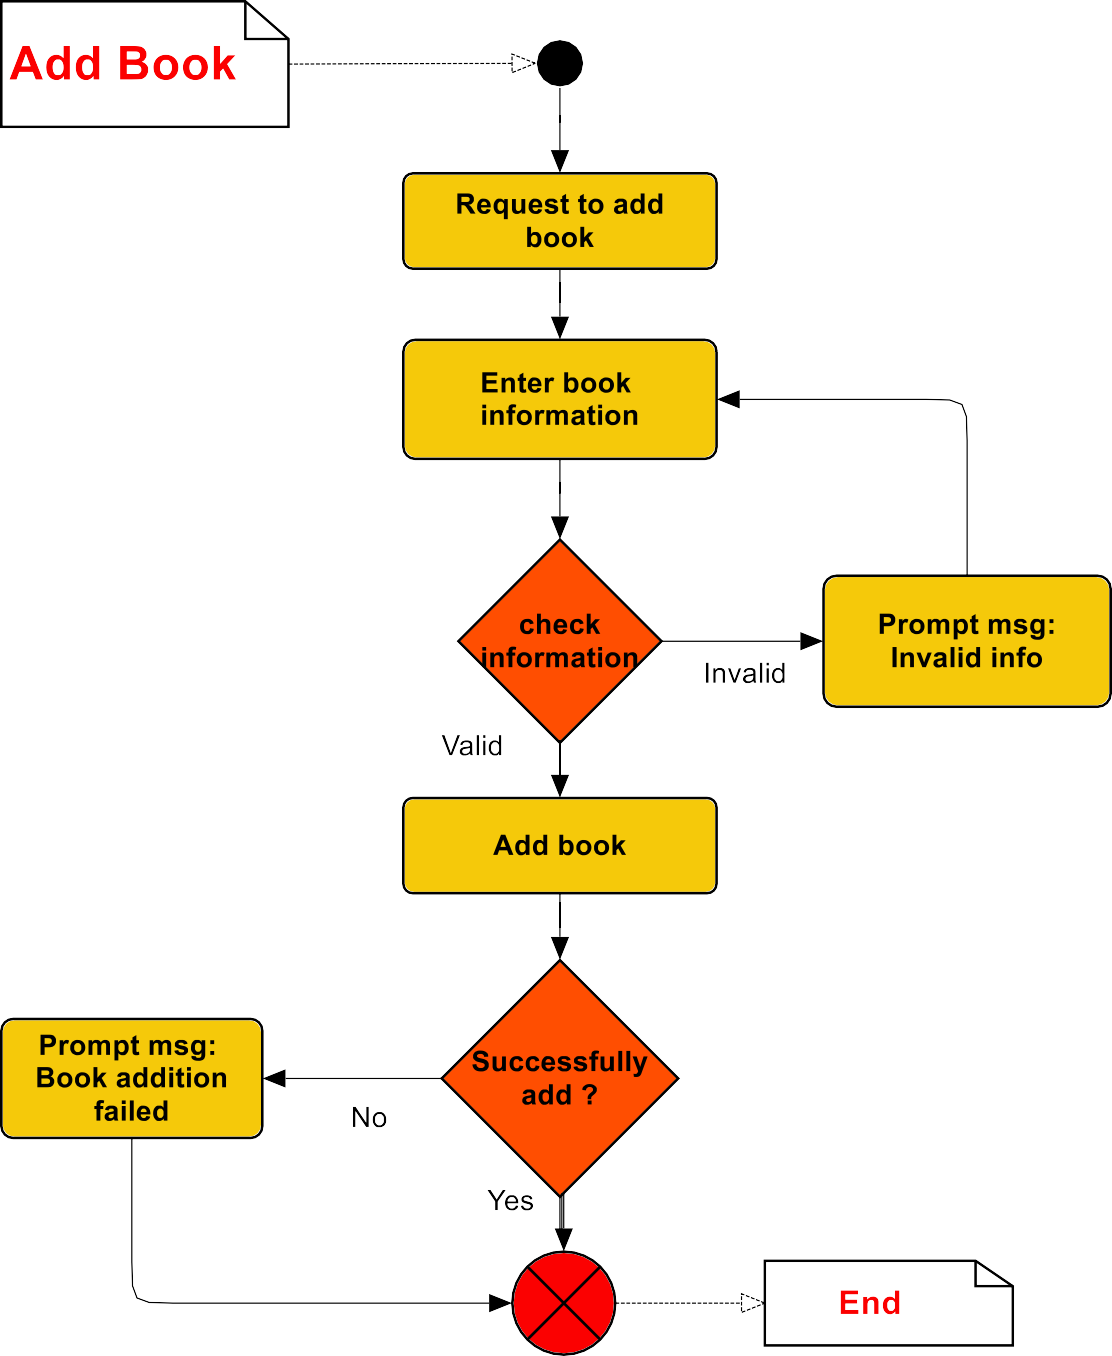 Add Book
Request to add
book
Enter book
information
check
information
Prompt msg:
Invalid info
Invalid
Valid
Add book
Successfully
add ?
Prompt msg:
Book addition
failed
No
Yes
End